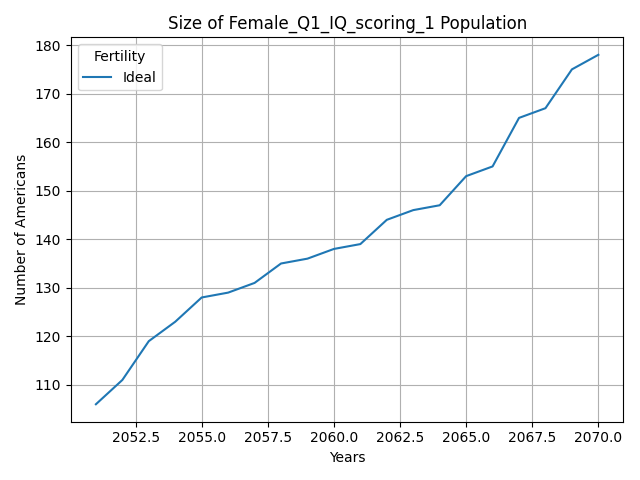 Size of Female_Q1_IQ_scoring_1 Population
Fertility
Ideal
Number of Americans
180
170
160
150
140
130
120
110
2052.5 2055.0 2057.5 2060.0 2062.5 2065.0 2067.5 2070.0
Years